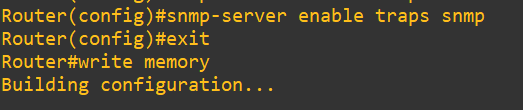 Router(config)#snmp-server enable traps snmp
Router(config)#exit
Router#write memory
Building configuration...